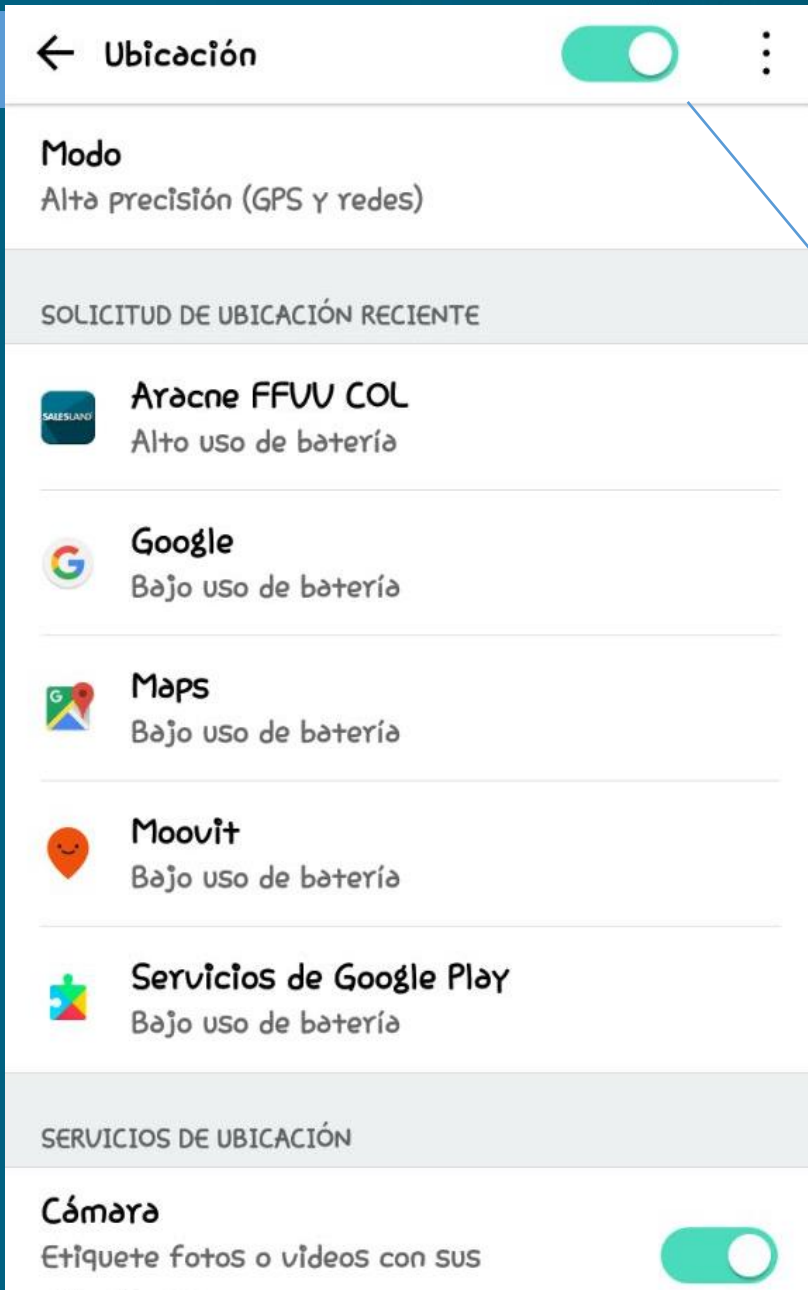 Ubicación
Modo
Alta precisión (GPS y redes)
SOLICITUD DE UBICACIÓN RECIENTE
SALESLAND
Aracne FFVV COL
Alto uso de batería
Google
Bajo uso de batería
G
Maps
Bajo uso de batería
Moovit
Bajo uso de batería
Servicios de Google Play
Bajo uso de batería
SERVICIOS DE UBICACIÓN
Cámara
Etiquete fotos o videos con sus